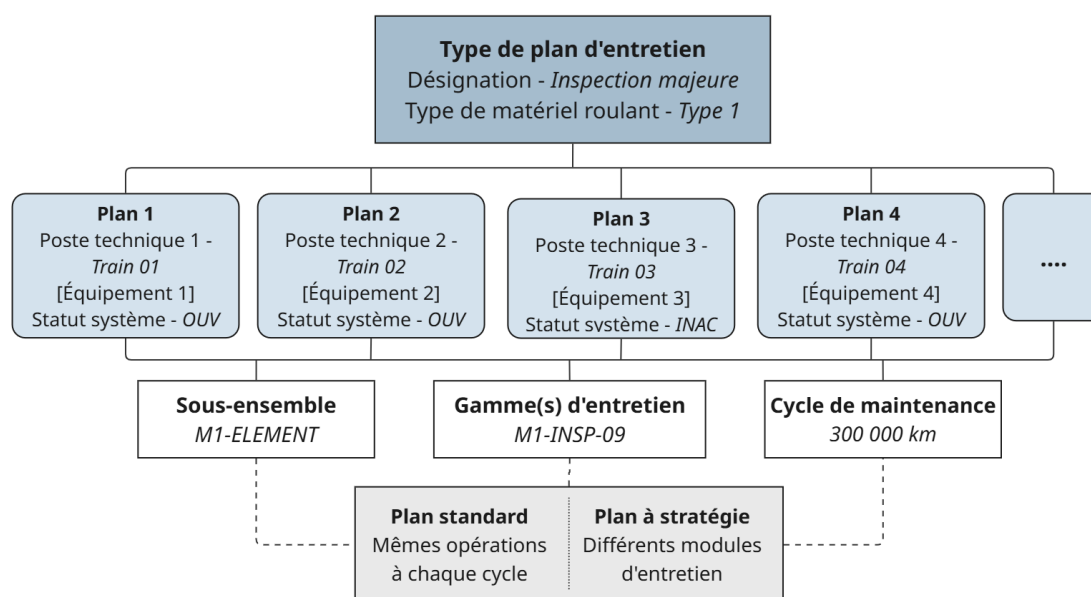 Type de plan d'entretien
Désignation - Inspection majeure
Type de matériel roulant - Type 1
Plan 1
Poste technique 1 -
Train 01
[Équipement 1]
Statut système - OUV
Plan 2
Poste technique 2 -
Train 02
[Équipement 2]
Statut système - OUV
Plan 3
Poste technique 3 -
Train 03
[Équipement 3]
Statut système - INAC
Plan 4
Poste technique 4 -
Train 04
[Équipement 4]
Statut système - OUV
....
Sous-ensemble
M1-ELEMENT
Gamme(s) d'entretien
M1-INSP-09
Cycle de maintenance
300 000 km
Plan standard
Mêmes opérations
à chaque cycle
Plan à stratégie
Différents modules
d'entretien